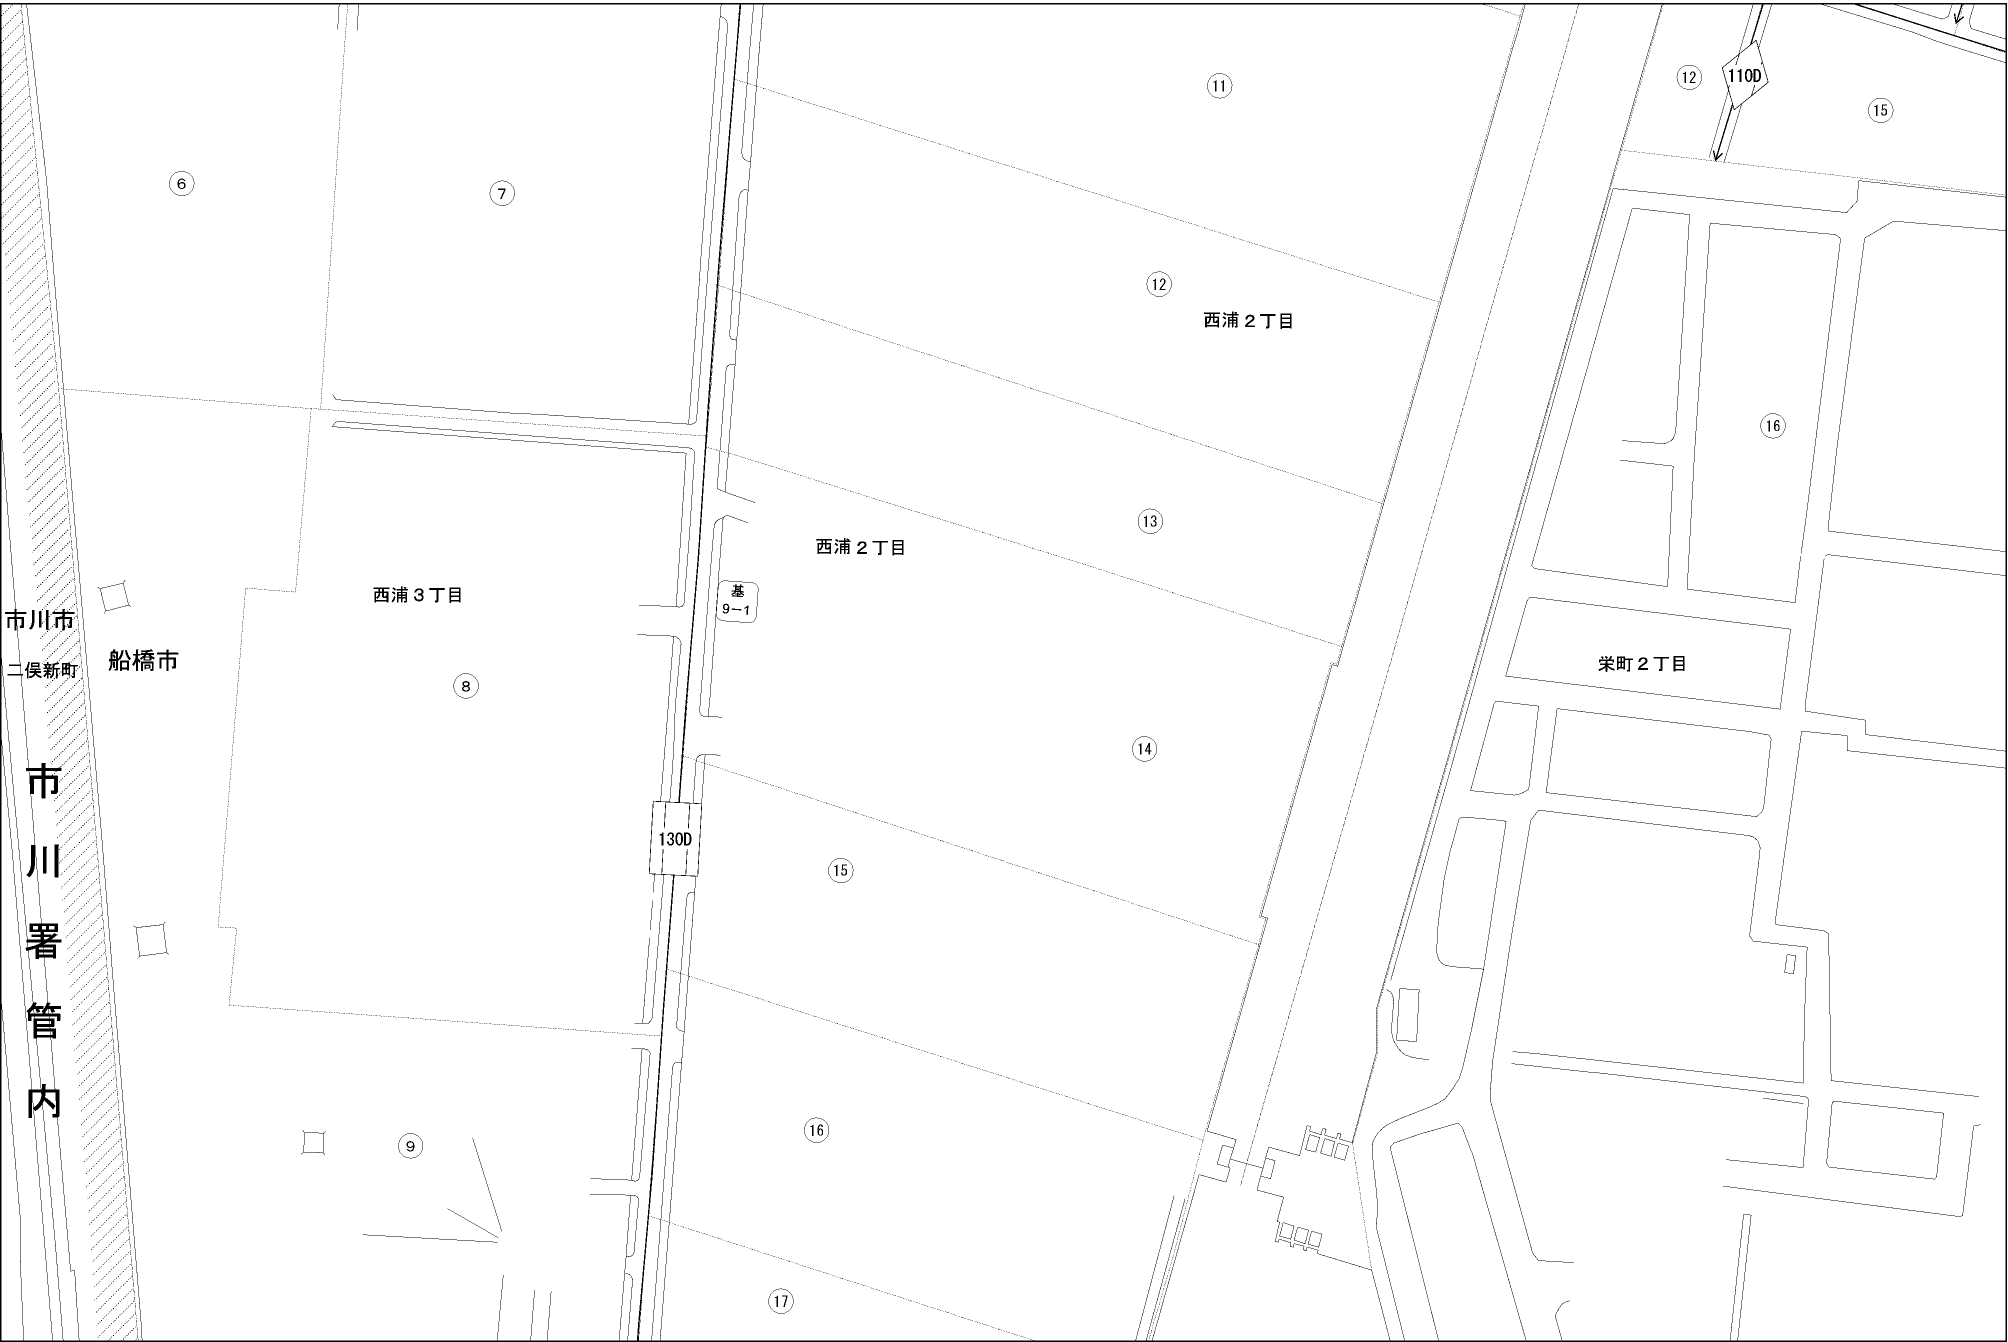 ⑪
⑫
110D
⑮
⑥
⑦
⑫
西浦２丁目
⑯
⑬
西浦２丁目
西浦３丁目
基
9－1
市川市
船橋市
二俣新町
栄町２丁目
⑧
⑭
市川署管内
130D
⑮
⑯
⑨
⑰